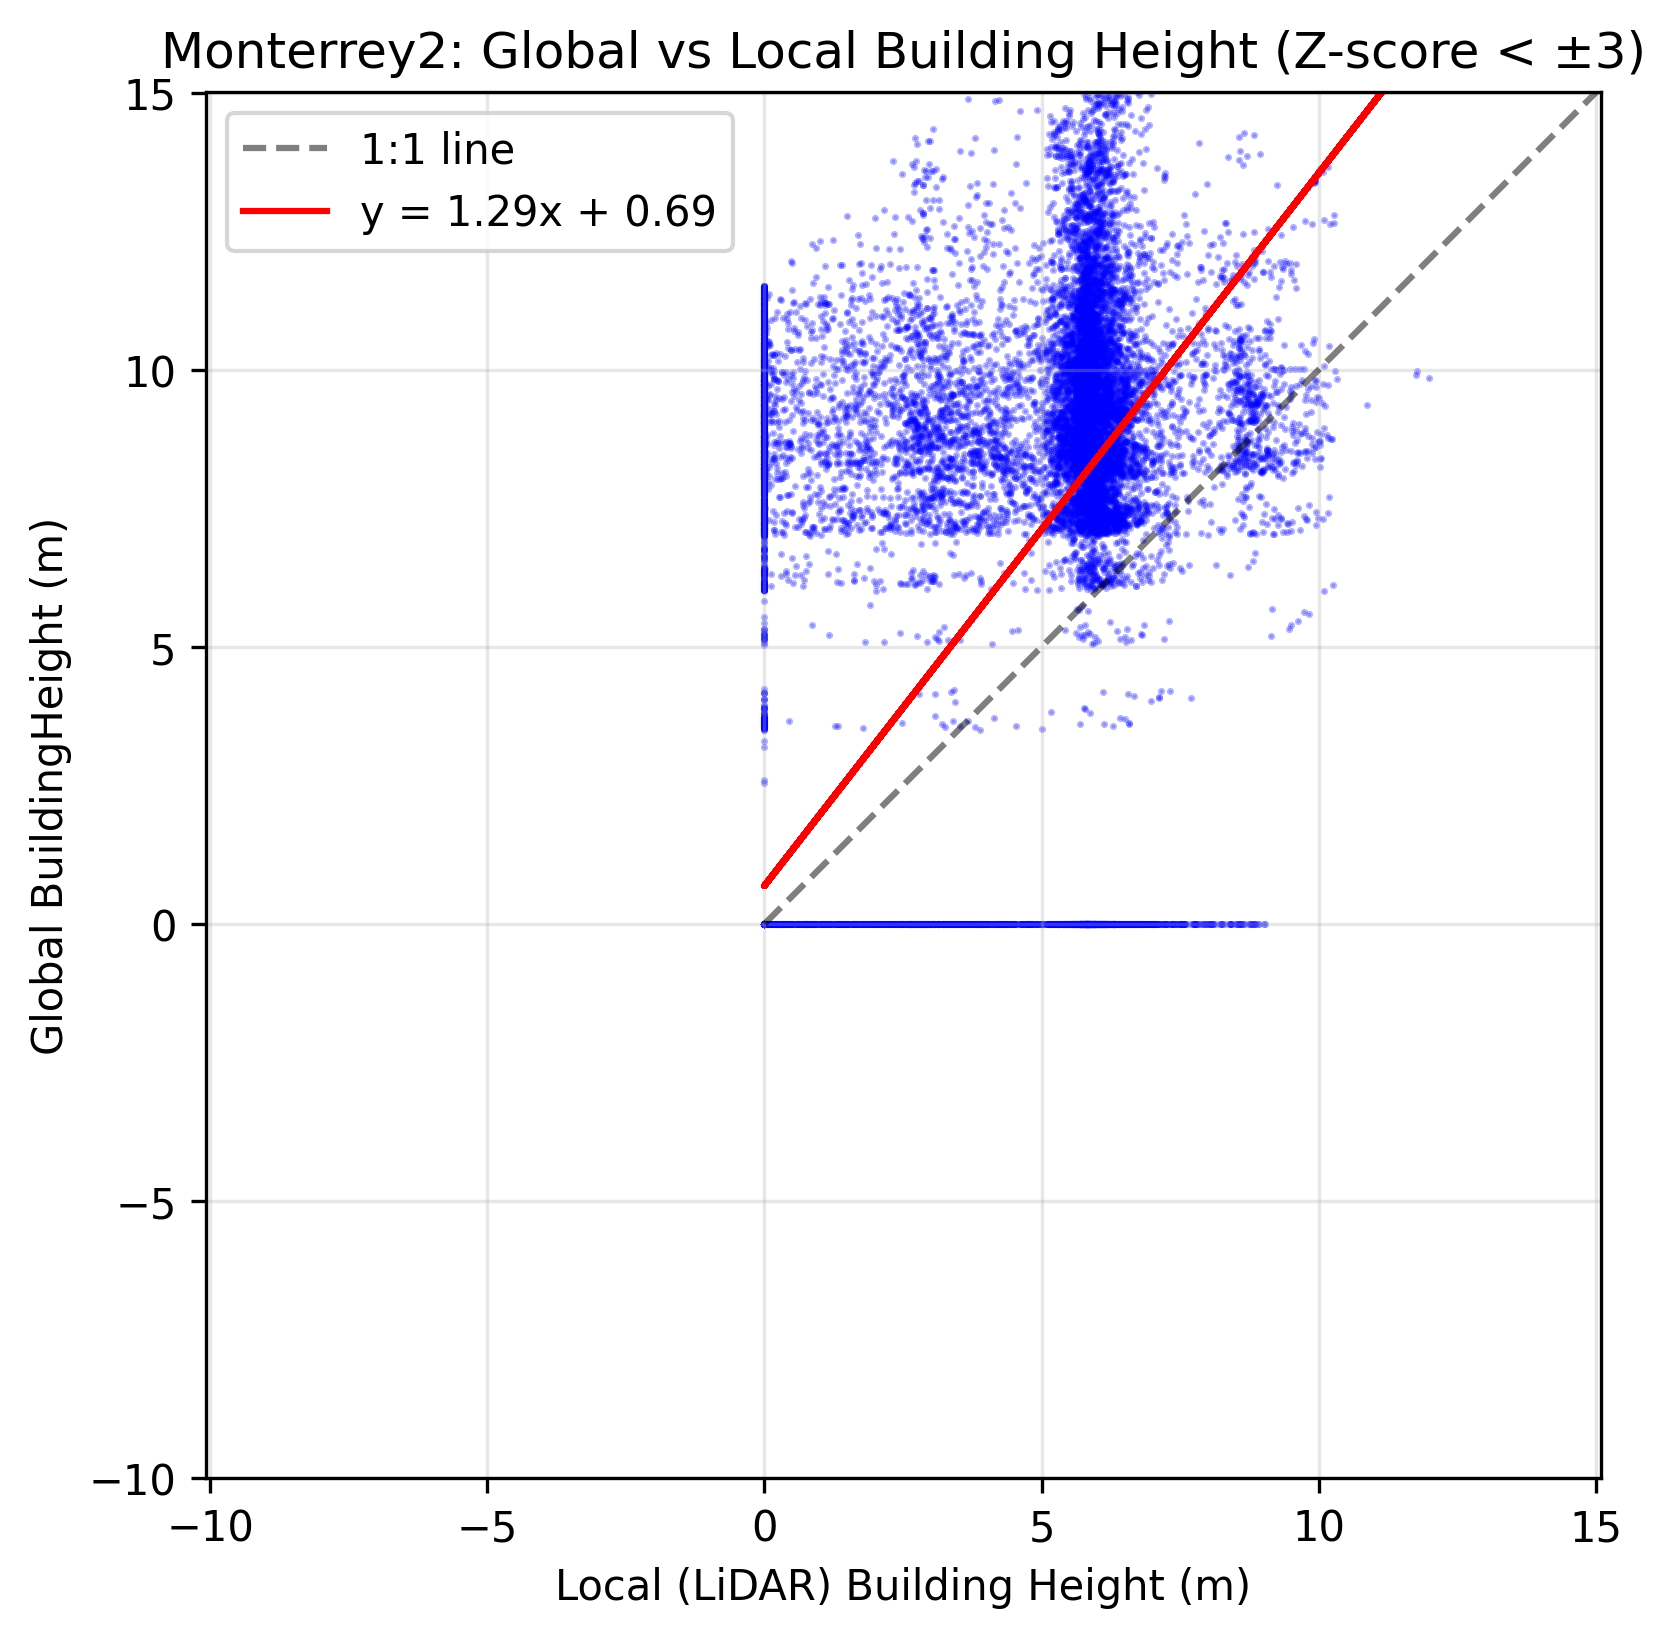 Monterrey2: Global vs Local Building Height (Z-score < ±3)
1:1 line
y = 1.29x + 0.69
15
10
5
0
−5
−10
Global BuildingHeight (m)
−10
−5
0
5
10
15
Local (LiDAR) Building Height (m)